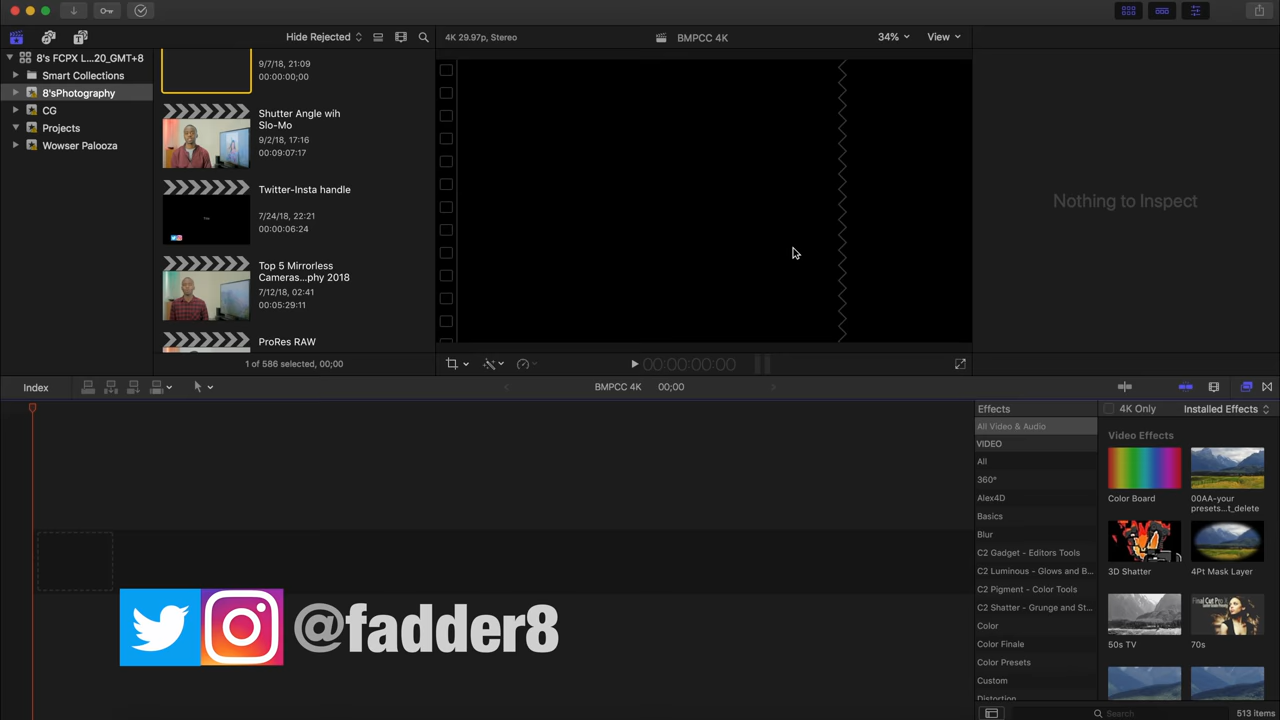 Hide Rejected
4K 29.97p, Stereo
BMPCC 4K
34%
View
8's FCPX L...20_GMT+8
Smart Collections
8'sPhotography
CG
Projects
Wowser Palooza
9/7/18, 21:09
00:00:00;00
Shutter Angle wih
Slo-Mo
9/2/18, 17:16
00:09:07:17
Twitter-Insta handle
7/24/18, 22:21
00:00:06:24
Top 5 Mirrorless
Cameras...phy 2018
7/12/18, 02:41
00:05:29:11
ProRes RAW
1 of 586 selected, 00;00
00:00:00:00
Nothing to Inspect
Index
BMPCC 4K 00;00
Effects
4K Only
Installed Effects
All Video & Audio
VIDEO
All
360°
Alex4D
Basics
Blur
C2 Gadget - Editors Tools
C2 Luminous - Glows and B...
C2 Pigment - Color Tools
C2 Shatter - Grunge and St...
Color
Color Finale
Color Presets
Custom
Distortion
Video Effects
Color Board
00AA-your
presets...t_delete
3D Shatter
4Pt Mask Layer
Final Cut Pro X
50s TV
70s
Search
513 items
@fadder8